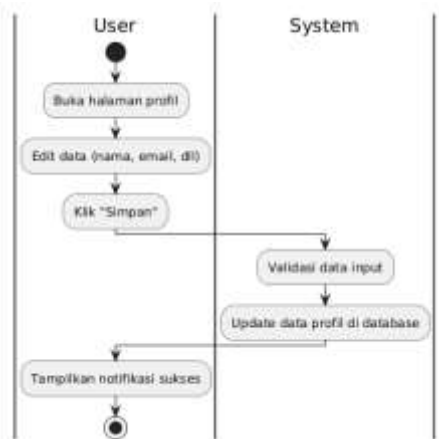 User
System
Buka halaman profil
Edit data (nama, email, dll)
Klik "Simpan"
Validasi data input
Update data profil di database
Tampilkan notifikasi sukses